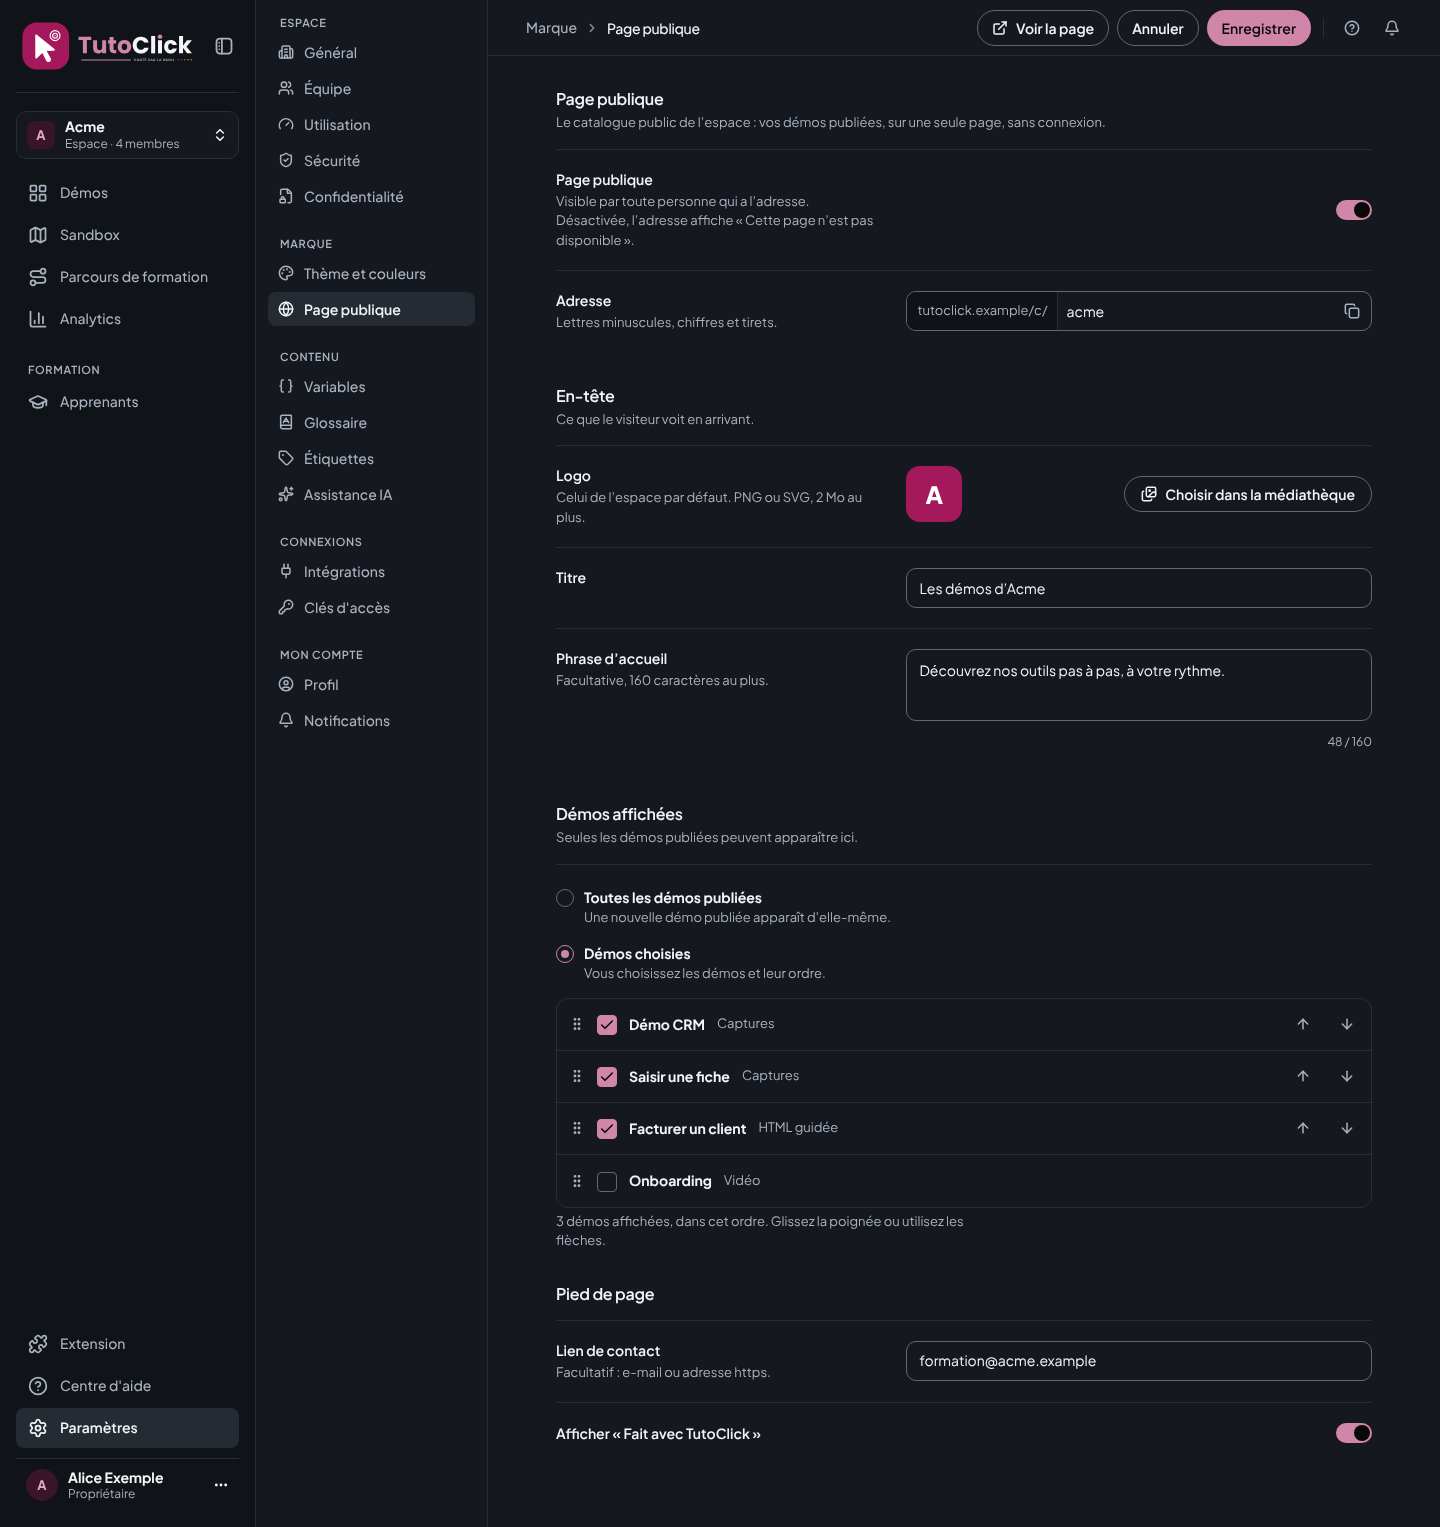 TutoClick
A
Acme
Espace · 4 membres
Démos
Sandbox
Parcours de formation
Analytics
FORMATION
Apprenants
Extension
Centre d'aide
Paramètres
A
Alice Exemple
Propriétaire
ESPACE
Général
Équipe
Utilisation
Sécurité
Confidentialité
MARQUE
Thème et couleurs
Page publique
CONTENU
Variables
Glossaire
Étiquettes
Assistance IA
CONNEXIONS
Intégrations
Clés d'accès
MON COMPTE
Profil
Notifications
Marque
Page publique
Voir la page
Annuler
Enregistrer
Page publique
Le catalogue public de l’espace : vos démos publiées, sur une seule page, sans connexion.
Page publique
Visible par toute personne qui a l’adresse.
Désactivée, l’adresse affiche « Cette page n’est pas
disponible ».
Adresse
Lettres minuscules, chiffres et tirets.
tutoclick.example/c/
acme
En-tête
Ce que le visiteur voit en arrivant.
Logo
Celui de l’espace par défaut. PNG ou SVG, 2 Mo au
plus.
A
Choisir dans la médiathèque
Titre
Les démos d’Acme
Phrase d’accueil
Facultative, 160 caractères au plus.
Découvrez nos outils pas à pas, à votre rythme.
48 / 160
Démos affichées
Seules les démos publiées peuvent apparaître ici.
Toutes les démos publiées
Une nouvelle démo publiée apparaît d’elle-même.
Démos choisies
Vous choisissez les démos et leur ordre.
Démo CRM Captures
Saisir une fiche Captures
Facturer un client HTML guidée
Onboarding Vidéo
3 démos affichées, dans cet ordre. Glissez la poignée ou utilisez les
flèches.
Pied de page
Lien de contact
Facultatif : e-mail ou adresse https.
formation@acme.example
Afficher « Fait avec TutoClick »